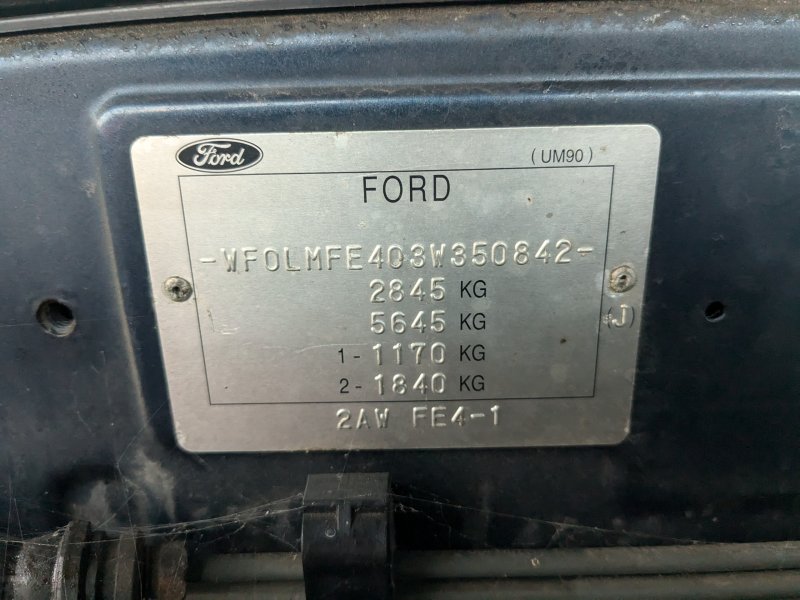 Ford
(UM90)
FORD
-WF0LMFE403W350842-
2845 KG
5645 KG
(J)
1-1170 KG
2-1840 KG
2AW FE4-1